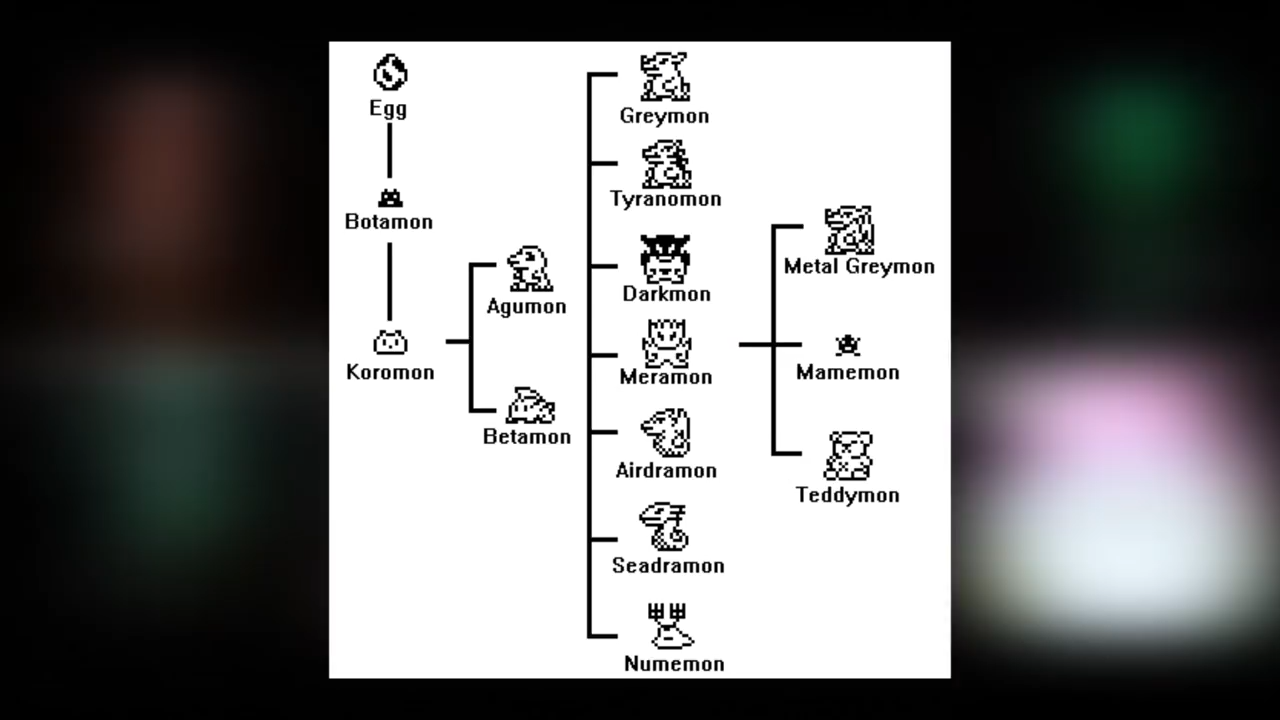 Egg
Botamon
Koromon
Agumon
Betamon
Greymon
Tyranomon
Darkmon
Meramon
Airdramon
Seadramon
Numemon
Metal Greymon
Mamemon
Teddymon